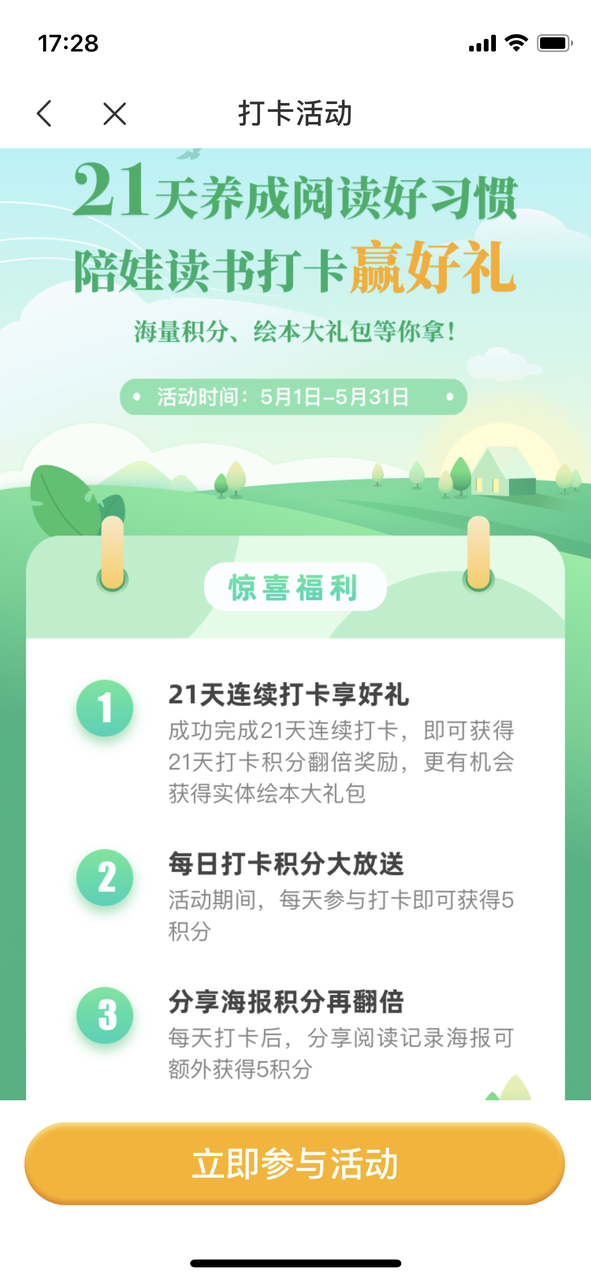 17:28
打卡活动
21天养成阅读好习惯
陪娃读书打卡赢好礼
海量积分、绘本大礼包等你拿!
活动时间：5月1日-5月31日
惊喜福利
1
21天连续打卡享好礼
成功完成21天连续打卡，即可获得
21天打卡积分翻倍奖励，更有机会
获得实体绘本大礼包
2
每日打卡积分大放送
活动期间，每天参与打卡即可获得5
积分
3
分享海报积分再翻倍
每天打卡后，分享阅读记录海报可
额外获得5积分
立即参与活动